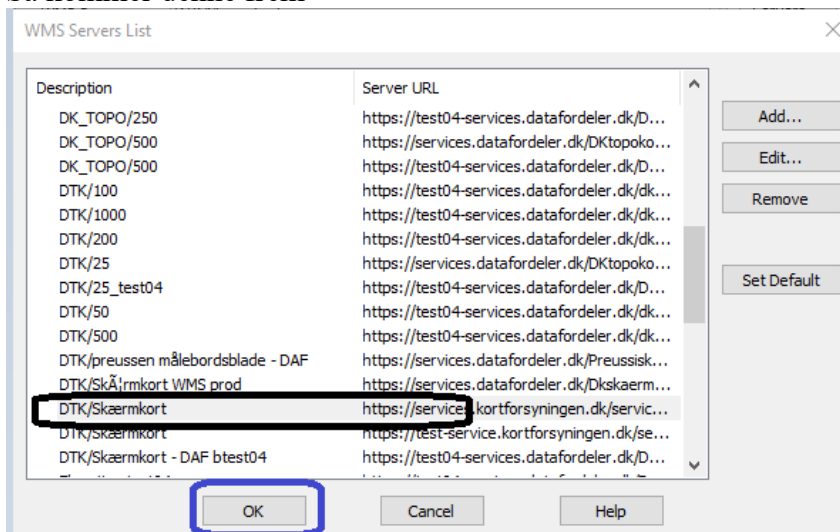 WMS Servers List
Description Server URL
DK_TOPO/250 https://test04-services.datafordeler.dk/D...
DK_TOPO/500 https://services.datafordeler.dk/DKtopoko...
DK_TOPO/500 https://test04-services.datafordeler.dk/D...
DTK/100 https://test04-services.datafordeler.dk/dk...
DTK/1000 https://test04-services.datafordeler.dk/dk...
DTK/200 https://test04-services.datafordeler.dk/dk...
DTK/25 https://services.datafordeler.dk/DKtopoko...
DTK/25_test04 https://test04-services.datafordeler.dk/D...
DTK/50 https://test04-services.datafordeler.dk/dk...
DTK/500 https://test04-services.datafordeler.dk/dk...
DTK/preussen målebordsblade - DAF https://services.datafordeler.dk/Preussisk...
DTK/SkÃ¦rmkort WMS prod https://services.datafordeler.dk/Dkskaerm...
DTK/Skærmkort https://services.kortforsyningen.dk/servic...
DTK/Skærmkort https://test-service.kortforsyningen.dk/se...
DTK/Skærmkort - DAF btest04 https://test04-services.datafordeler.dk/D...
Add...
Edit...
Remove
Set Default
OK Cancel Help